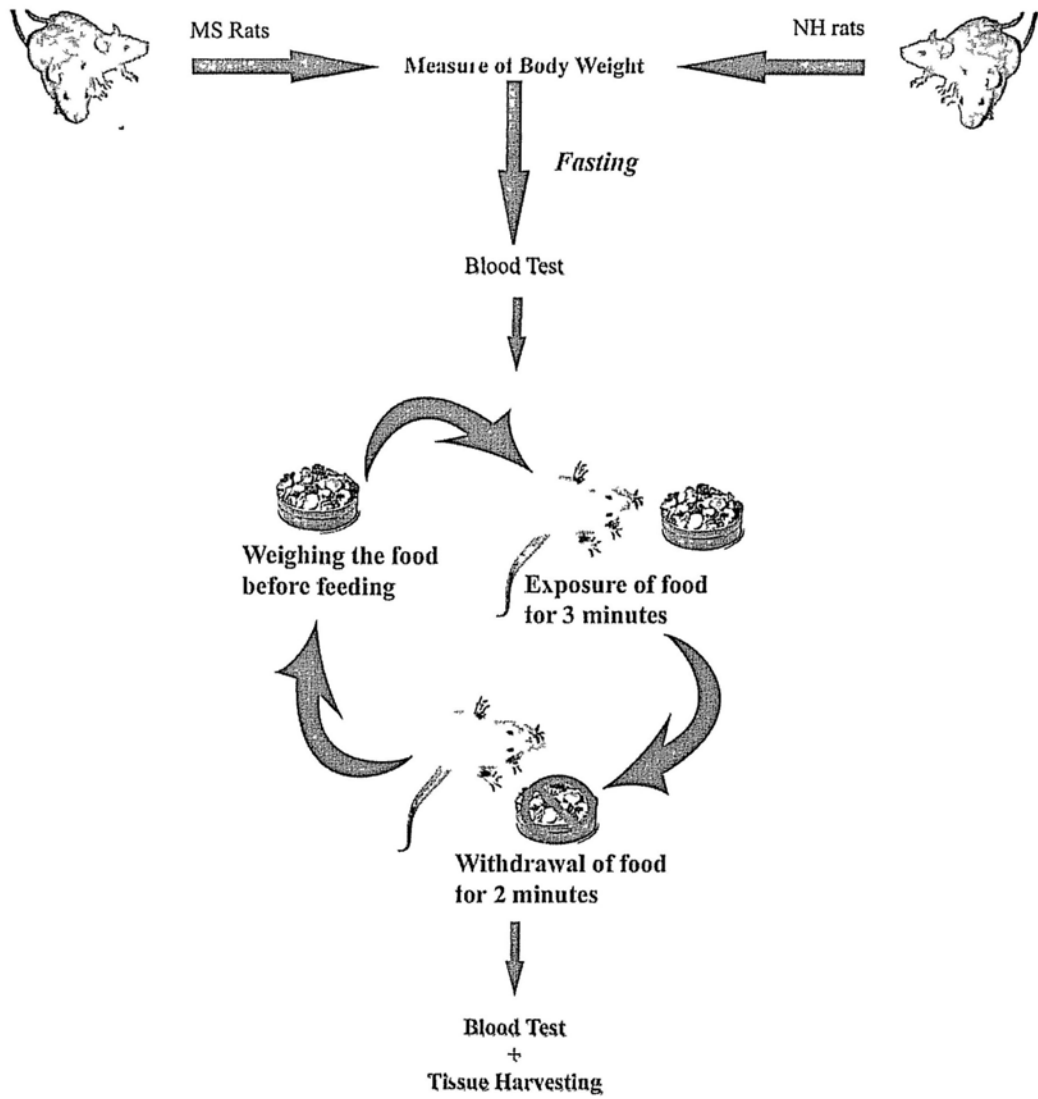 MS Rats
NH rats
Measure of Body Weight
Fasting
Blood Test
Weighing the food
before feeding
Exposure of food
for 3 minutes
Withdrawal of food
for 2 minutes
Blood Test
+
Tissue Harvesting